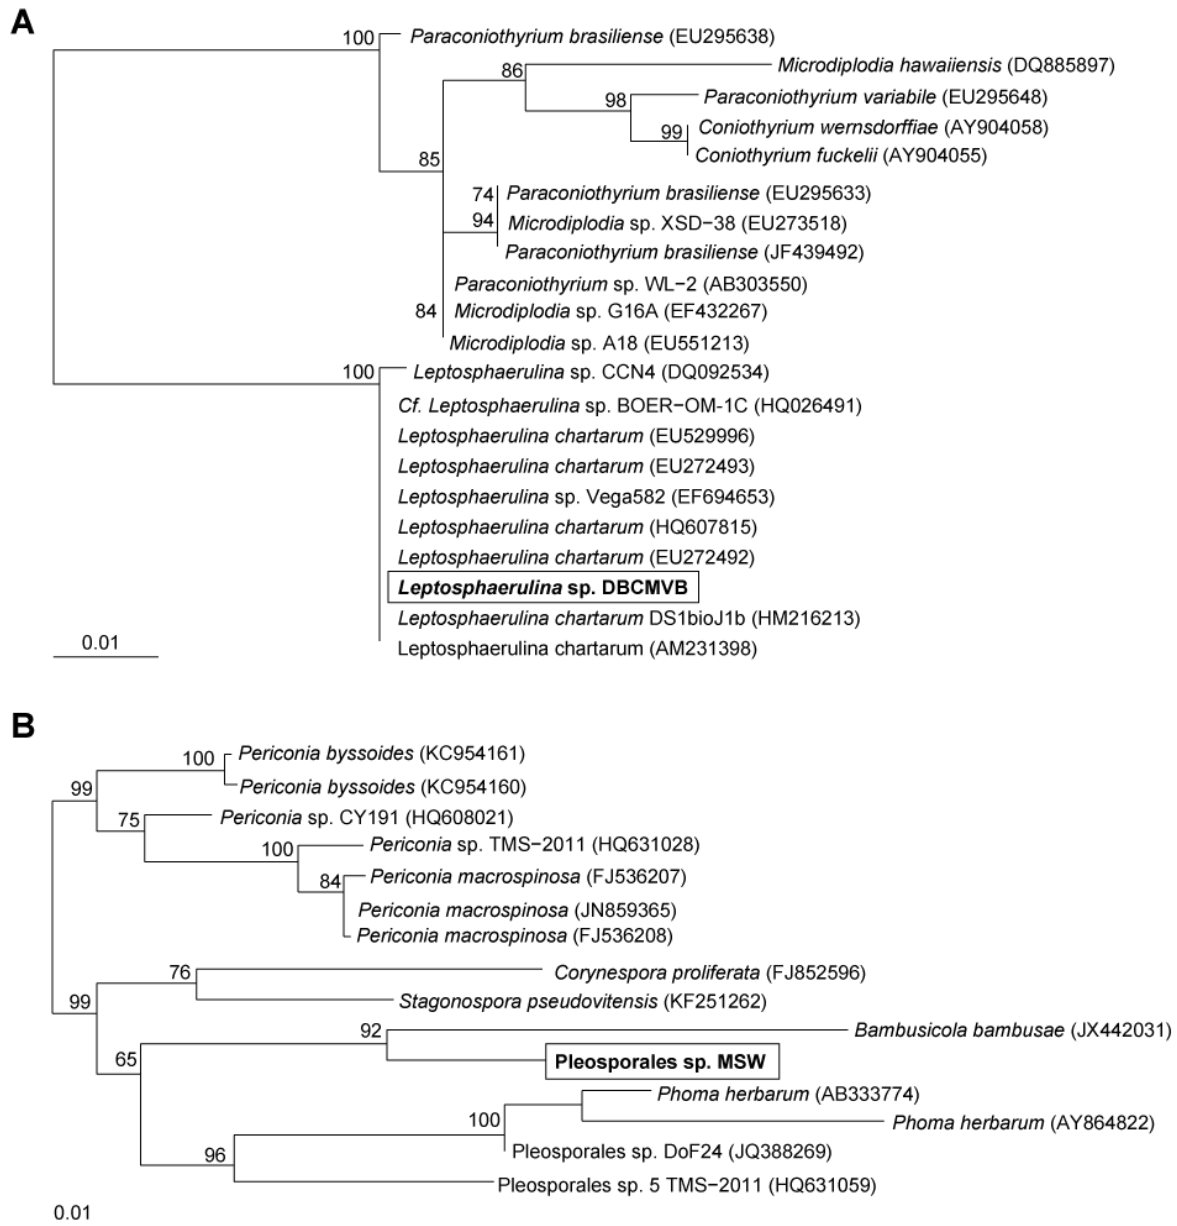 A
100 Paraconiothyrium brasiliense (EU295638)
86 Microdiplodia hawaiiensis (DQ885897)
98 Paraconiothyrium variabile (EU295648)
99 Coniothyrium wernsdorffiae (AY904058)
Coniothyrium fuckelii (AY904055)
85
74 Paraconiothyrium brasiliense (EU295633)
94 Microdiplodia sp. XSD−38 (EU273518)
Paraconiothyrium brasiliense (JF439492)
Paraconiothyrium sp. WL−2 (AB303550)
84 Microdiplodia sp. G16A (EF432267)
Microdiplodia sp. A18 (EU551213)
100 Leptosphaerulina sp. CCN4 (DQ092534)
Cf. Leptosphaerulina sp. BOER−OM-1C (HQ026491)
Leptosphaerulina chartarum (EU529996)
Leptosphaerulina chartarum (EU272493)
Leptosphaerulina sp. Vega582 (EF694653)
Leptosphaerulina chartarum (HQ607815)
Leptosphaerulina chartarum (EU272492)
Leptosphaerulina sp. DBCMVB
Leptosphaerulina chartarum DS1bioJ1b (HM216213)
0.01 Leptosphaerulina chartarum (AM231398)
B
100 Periconia byssoides (KC954161)
99 Periconia byssoides (KC954160)
75 Periconia sp. CY191 (HQ608021)
100 Periconia sp. TMS−2011 (HQ631028)
84 Periconia macrospinosa (FJ536207)
Periconia macrospinosa (JN859365)
Periconia macrospinosa (FJ536208)
76 Corynespora proliferata (FJ852596)
99 Stagonospora pseudovitensis (KF251262)
92 Bambusicola bambusae (JX442031)
65 Pleosporales sp. MSW
Phoma herbarum (AB333774)
100 Phoma herbarum (AY864822)
96 Pleosporales sp. DoF24 (JQ388269)
Pleosporales sp. 5 TMS−2011 (HQ631059)
0.01